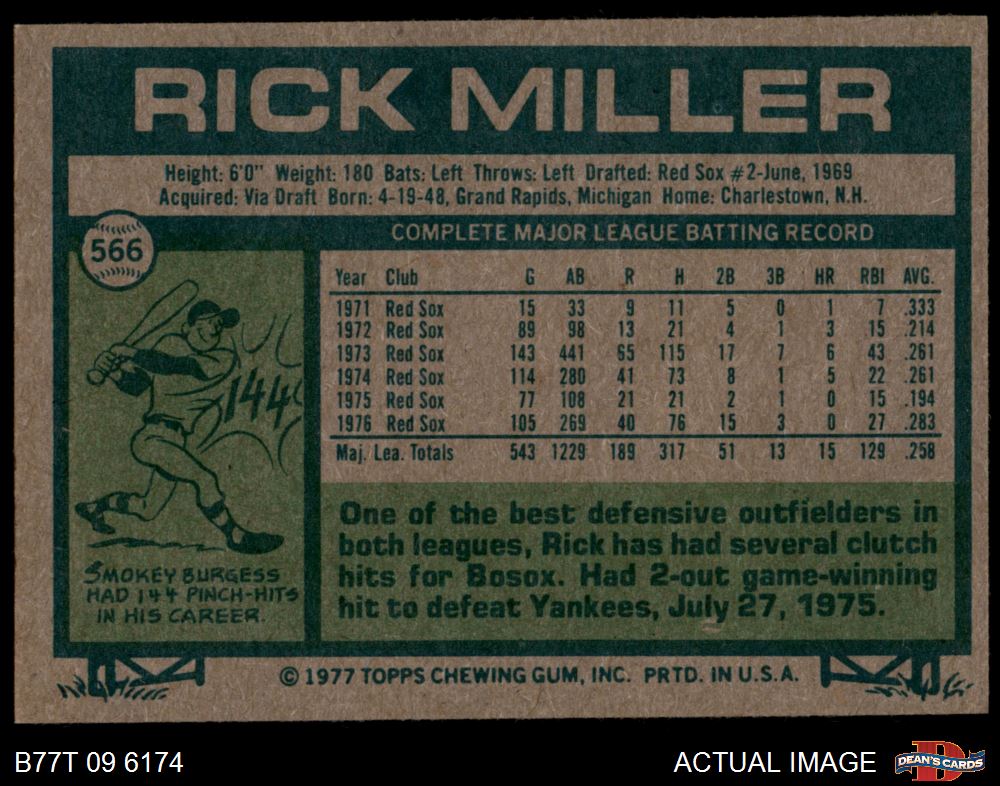 RICK MILLER
Height: 6'0" Weight: 180 Bats: Left Throws: Left Drafted: Red Sox #2-June, 1969
Acquired: Via Draft Born: 4-19-48, Grand Rapids, Michigan Home: Charlestown, N.H.
566
COMPLETE MAJOR LEAGUE BATTING RECORD
Year Club G AB R H 2B 3B HR RBI AVG.
1971 Red Sox 15 33 9 11 5 0 1 7 .333
1972 Red Sox 89 98 13 21 4 1 3 15 .214
1973 Red Sox 143 441 65 115 17 7 6 43 .261
1974 Red Sox 114 280 41 73 8 1 5 22 .261
1975 Red Sox 77 108 21 21 2 1 0 15 .194
1976 Red Sox 105 269 40 76 15 3 0 27 .283
Maj. Lea. Totals 543 1229 189 317 51 13 15 129 .258
144
SMOKEY BURGESS
HAD 144 PINCH-HITS
IN HIS CAREER.
One of the best defensive outfielders in
both leagues, Rick has had several clutch
hits for Bosox. Had 2-out game-winning
hit to defeat Yankees, July 27, 1975.
© 1977 TOPPS CHEWING GUM, INC. PRTD. IN U.S.A.
B77T 09 6174
ACTUAL IMAGE
DEAN'S CARDS